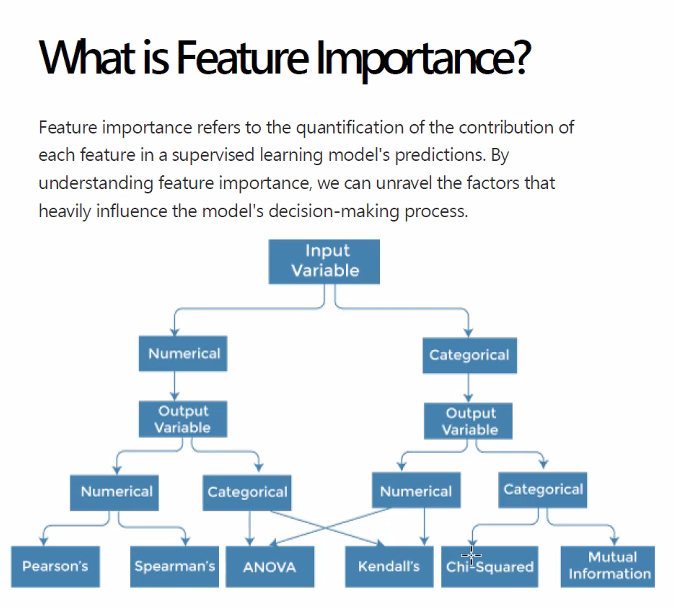 What is Feature Importance?
Feature importance refers to the quantification of the contribution of
each feature in a supervised learning model's predictions. By
understanding feature importance, we can unravel the factors that
heavily influence the model's decision-making process.
Input
Variable
Numerical
Categorical
Output
Variable
Output
Variable
Numerical
Categorical
Numerical
Categorical
Pearson's
Spearman's
ANOVA
Kendall's
Chi-Squared
Mutual
Information